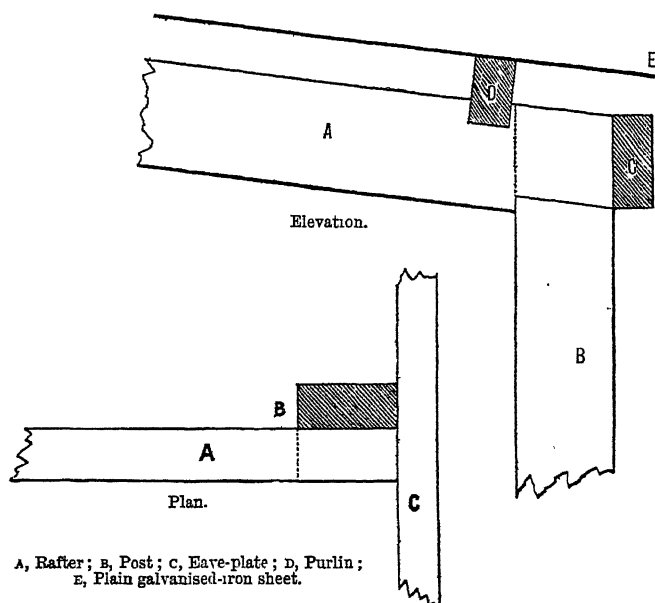 E
D
A
C
Elevation.
B
B
A
C
Plan.
A, Rafter; B, Post; C, Eave-plate; D, Purlin;
E, Plain galvanised-iron sheet.